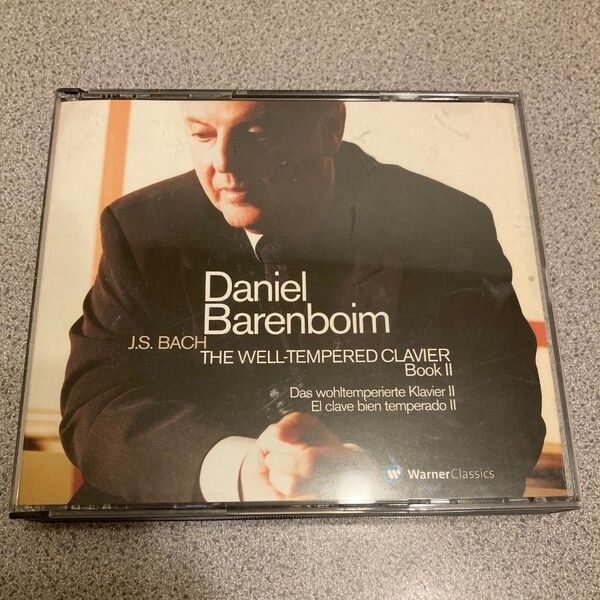 Daniel
Barenboim
J.S. BACH
THE WELL-TEMPERED CLAVIER
Book II
Das wohltemperierte Klavier II
El clave bien temperado II
WarnerClassics